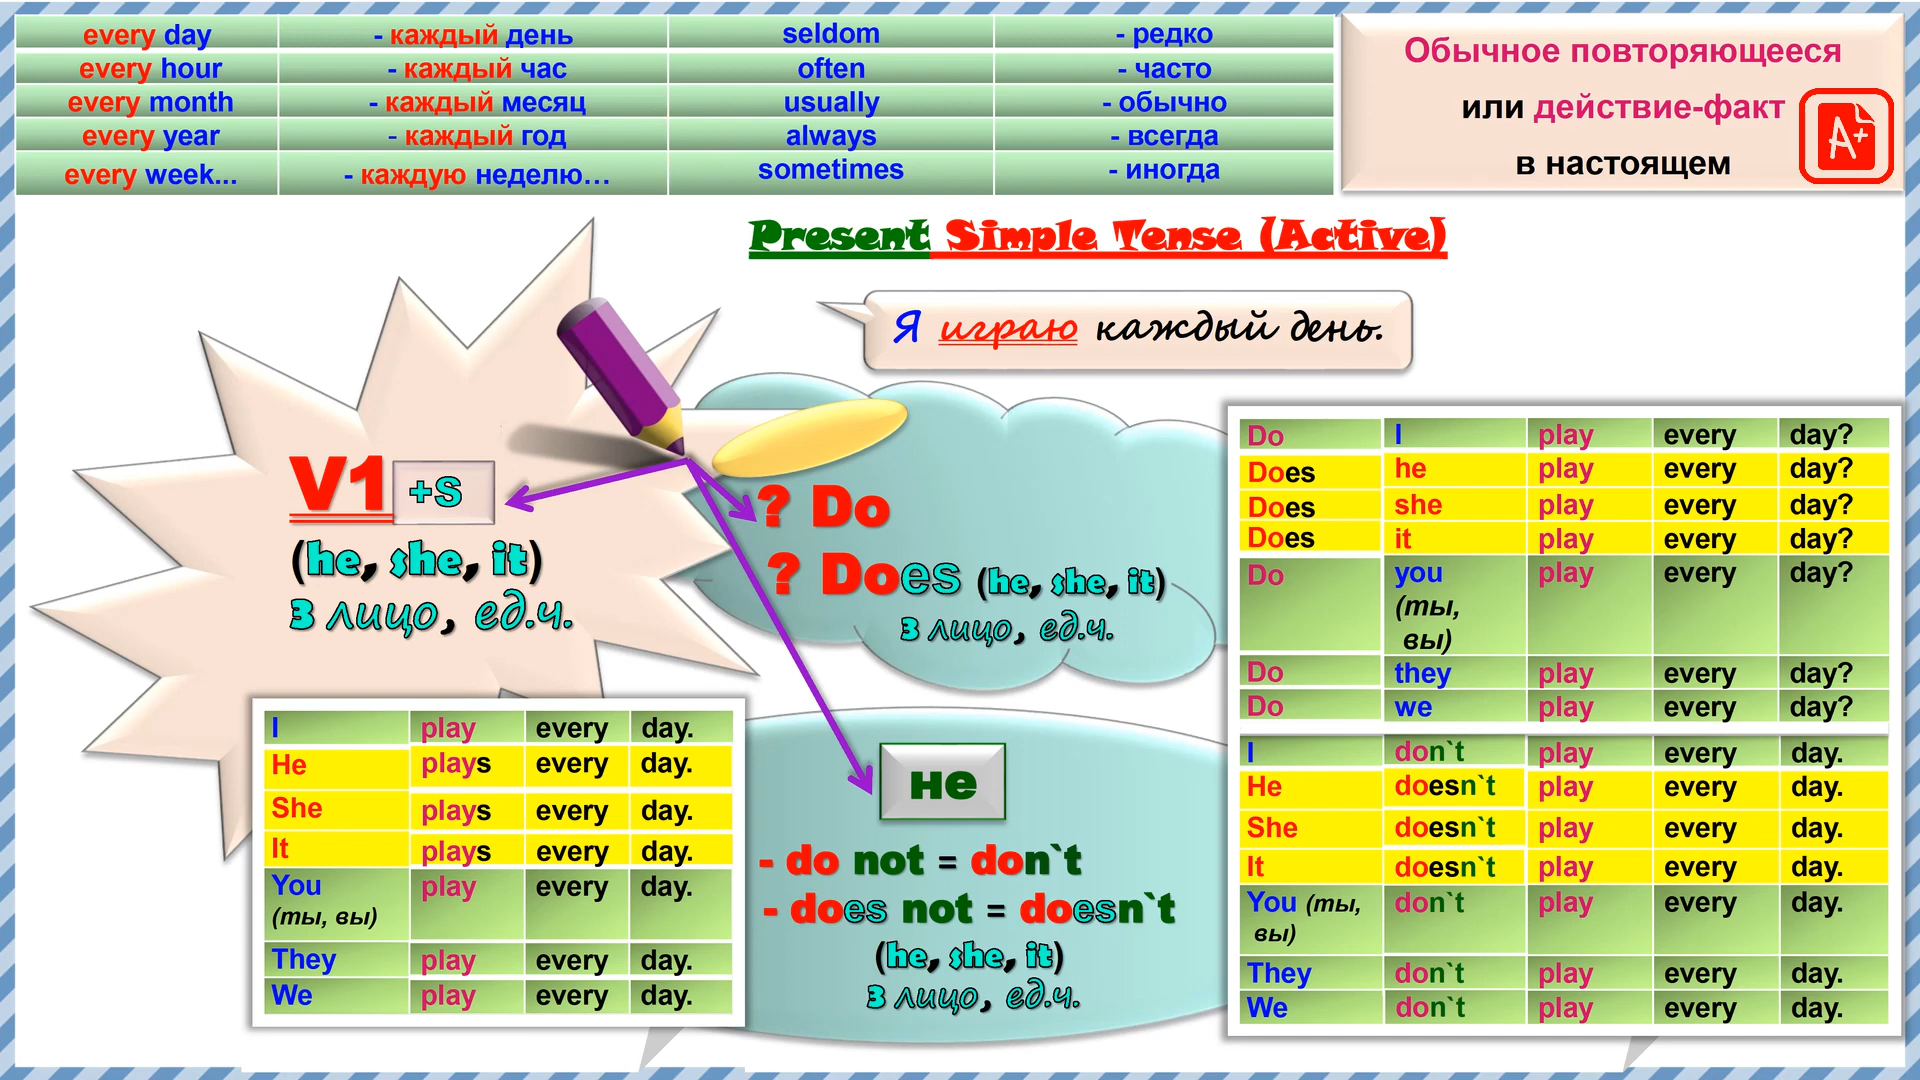 every day - каждый день seldom - редко
every hour - каждый час often - часто
every month - каждый месяц usually - обычно
every year - каждый год always - всегда
every week... - каждую неделю... sometimes - иногда
Обычное повторяющееся
или действие-факт
в настоящем
A+
Present Simple Tense (Active)
Я играю каждый день.
V1 +s
(he, she, it)
3 лицо, ед.ч.
? Do
? Does (he, she, it)
3 лицо, ед.ч.
не
- do not = don`t
- does not = doesn`t
(he, she, it)
3 лицо, ед.ч.
I play every day.
He plays every day.
She plays every day.
It plays every day.
You play every day.
(ты, вы)
They play every day.
We play every day.
Do I play every day?
Does he play every day?
Does she play every day?
Does it play every day?
Do you play every day?
(ты,
вы)
Do they play every day?
Do we play every day?
I don`t play every day.
He doesn`t play every day.
She doesn`t play every day.
It doesn`t play every day.
You (ты, don`t play every day.
вы)
They don`t play every day.
We don`t play every day.